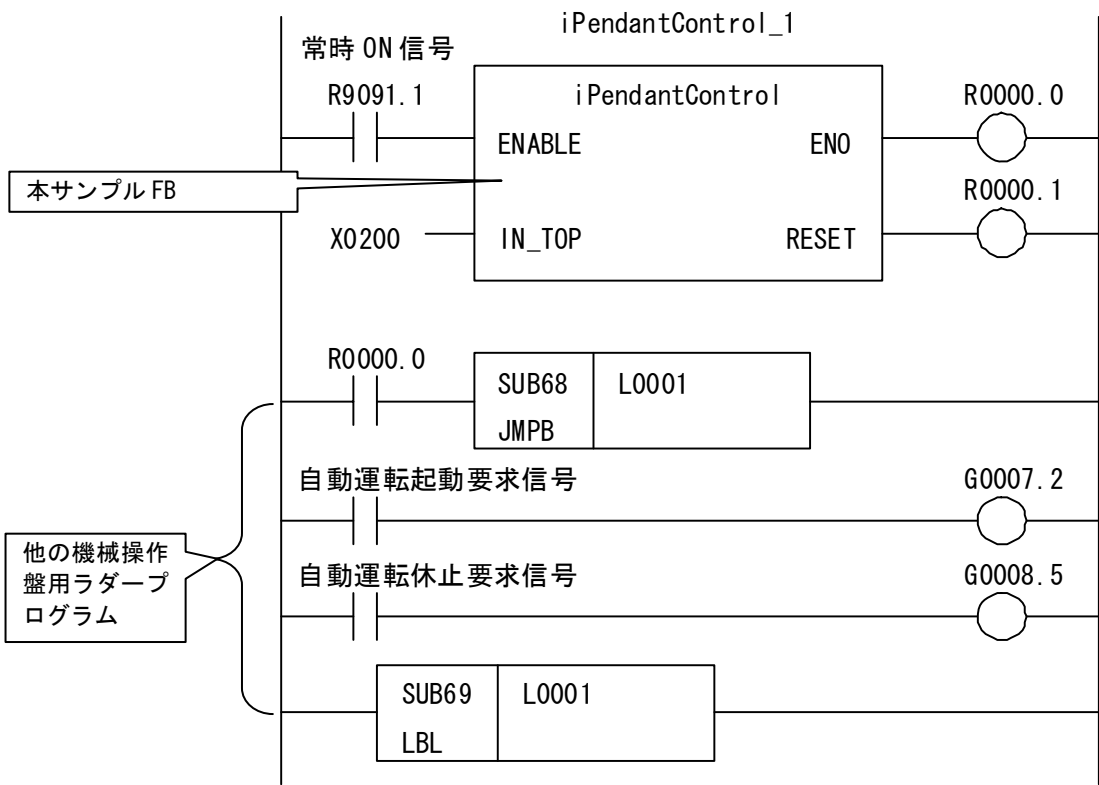 iPendantControl_1
常時 ON 信号
R9091.1
iPendantControl
R0000.0
ENABLE
ENO
本サンプル FB
R0000.1
X0200
IN_TOP
RESET
R0000.0
SUB68
L0001
JMPB
自動運転起動要求信号
G0007.2
他の機械操作
盤用ラダープ
ログラム
自動運転休止要求信号
G0008.5
SUB69
L0001
LBL